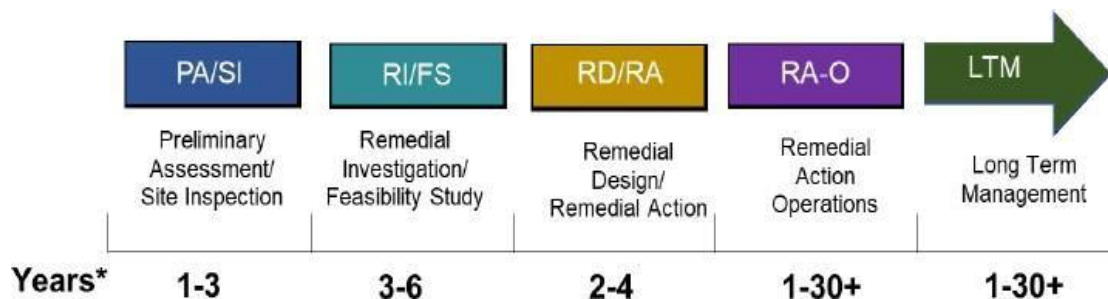 PA/SI
RI/FS
RD/RA
RA-O
LTM
Preliminary
Assessment/
Site Inspection
Remedial
Investigation/
Feasibility Study
Remedial
Design/
Remedial Action
Remedial
Action
Operations
Long Term
Management
Years* 1-3 3-6 2-4 1-30+ 1-30+